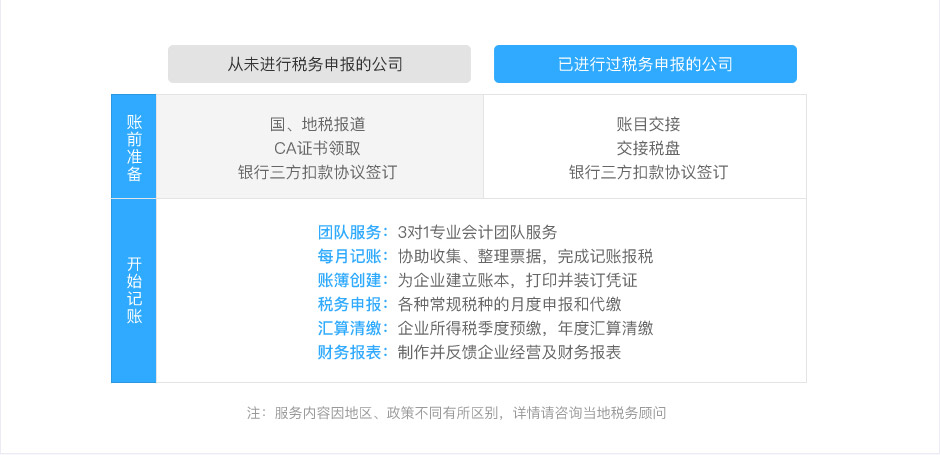 从未进行税务申报的公司
已进行过税务申报的公司
账前准备
国、地税报道
CA证书领取
银行三方扣款协议签订
账目交接
交接税盘
银行三方扣款协议签订
开始记账
团队服务：3对1专业会计团队服务
每月记账：协助收集、整理票据，完成记账报税
账簿创建：为企业建立账本，打印并装订凭证
税务申报：各种常规税种的月度申报和代缴
汇算清缴：企业所得税季度预缴，年度汇算清缴
财务报表：制作并反馈企业经营及财务报表
注：服务内容因地区、政策不同有所区别，详情请咨询当地税务顾问